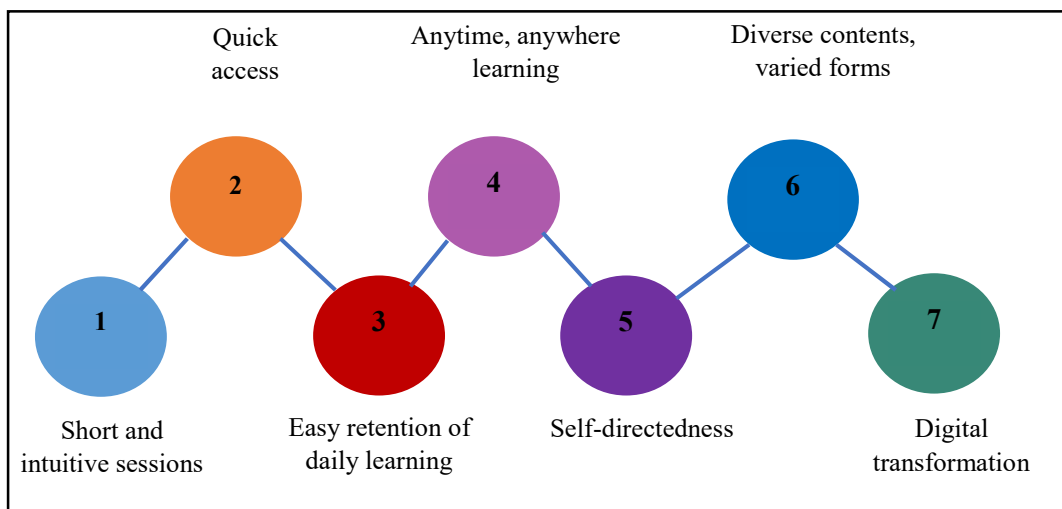 Quick
access
Anytime, anywhere
learning
Diverse contents,
varied forms
2
4
6
1
3
5
7
Short and
intuitive sessions
Easy retention of
daily learning
Self-directedness
Digital
transformation